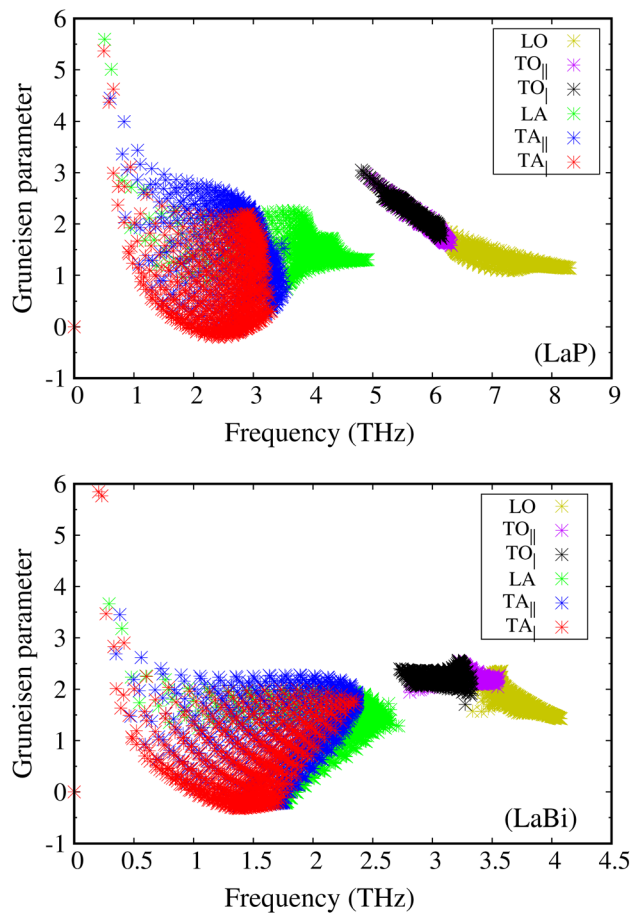 6
5
4
3
2
1
0
-1
Gruneisen parameter
LO
TO||
TO|
LA
TA||
TA|
(LaP)
0 1 2 3 4 5 6 7 8 9
Frequency (THz)
6
5
4
3
2
1
0
-1
Gruneisen parameter
LO
TO||
TO|
LA
TA||
TA|
(LaBi)
0 0.5 1 1.5 2 2.5 3 3.5 4 4.5
Frequency (THz)